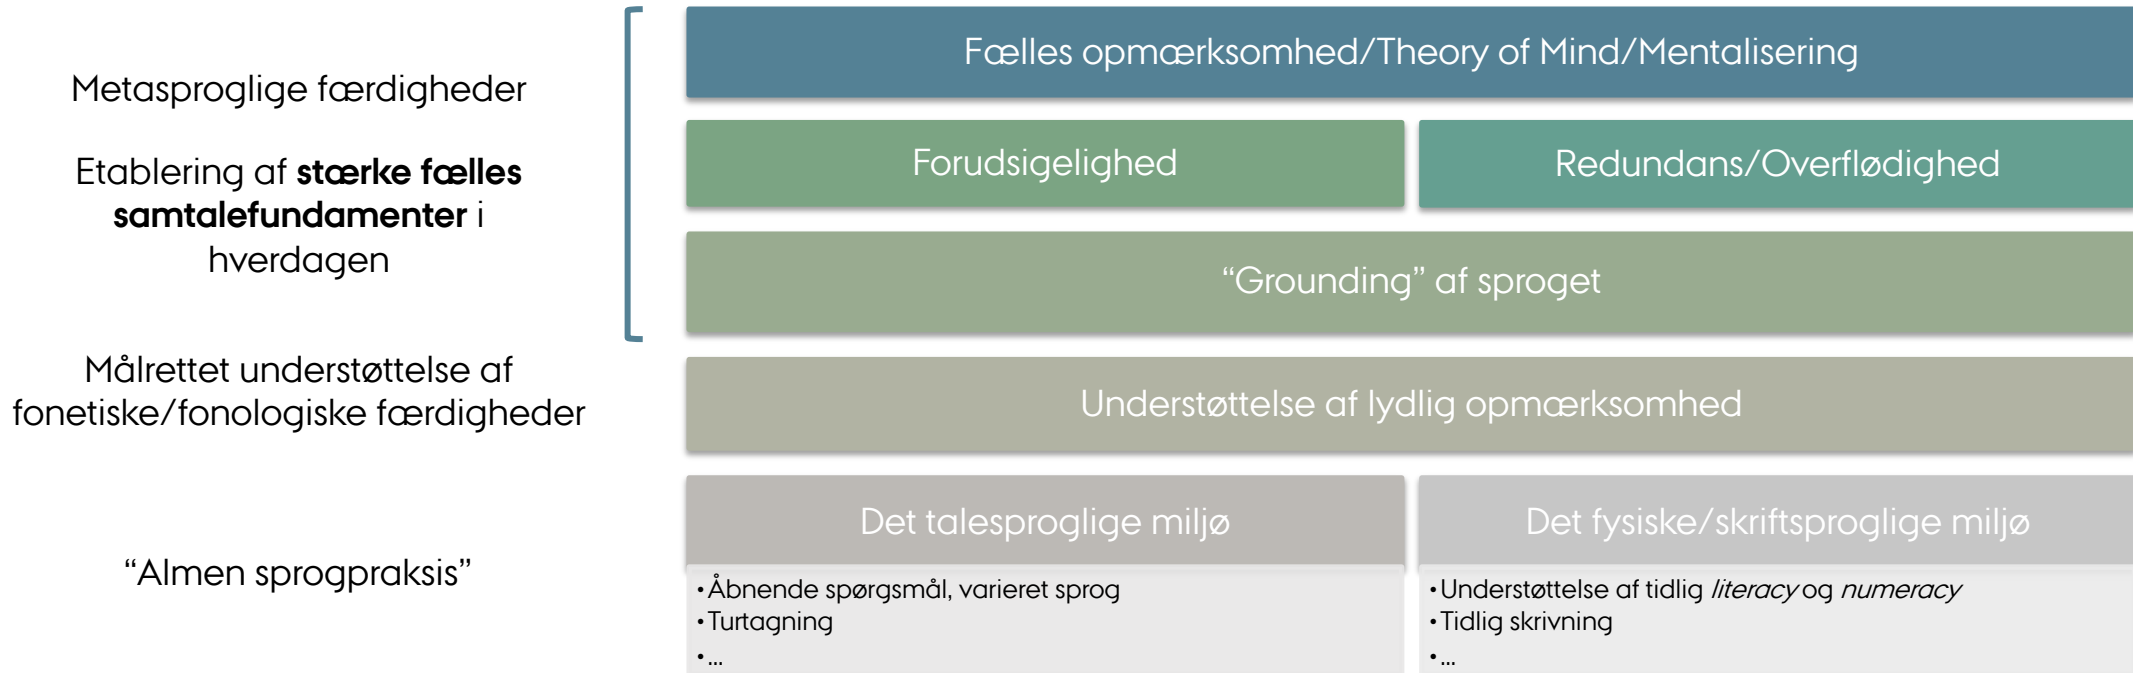 Metasproglige færdigheder
Etablering af stærke fælles
samtalefundamenter i
hverdagen
Målrettet understøttelse af
fonetiske/fonologiske færdigheder
“Almen sprogpraksis”
Fælles opmærksomhed/Theory of Mind/Mentalisering
Forudsigelighed
Redundans/Overflødighed
“Grounding” af sproget
Understøttelse af lydlig opmærksomhed
Det talesproglige miljø
•Åbnende spørgsmål, varieret sprog
•Turtagning
•...
Det fysiske/skriftsproglige miljø
•Understøttelse af tidlig literacy og numeracy
•Tidlig skrivning
•...